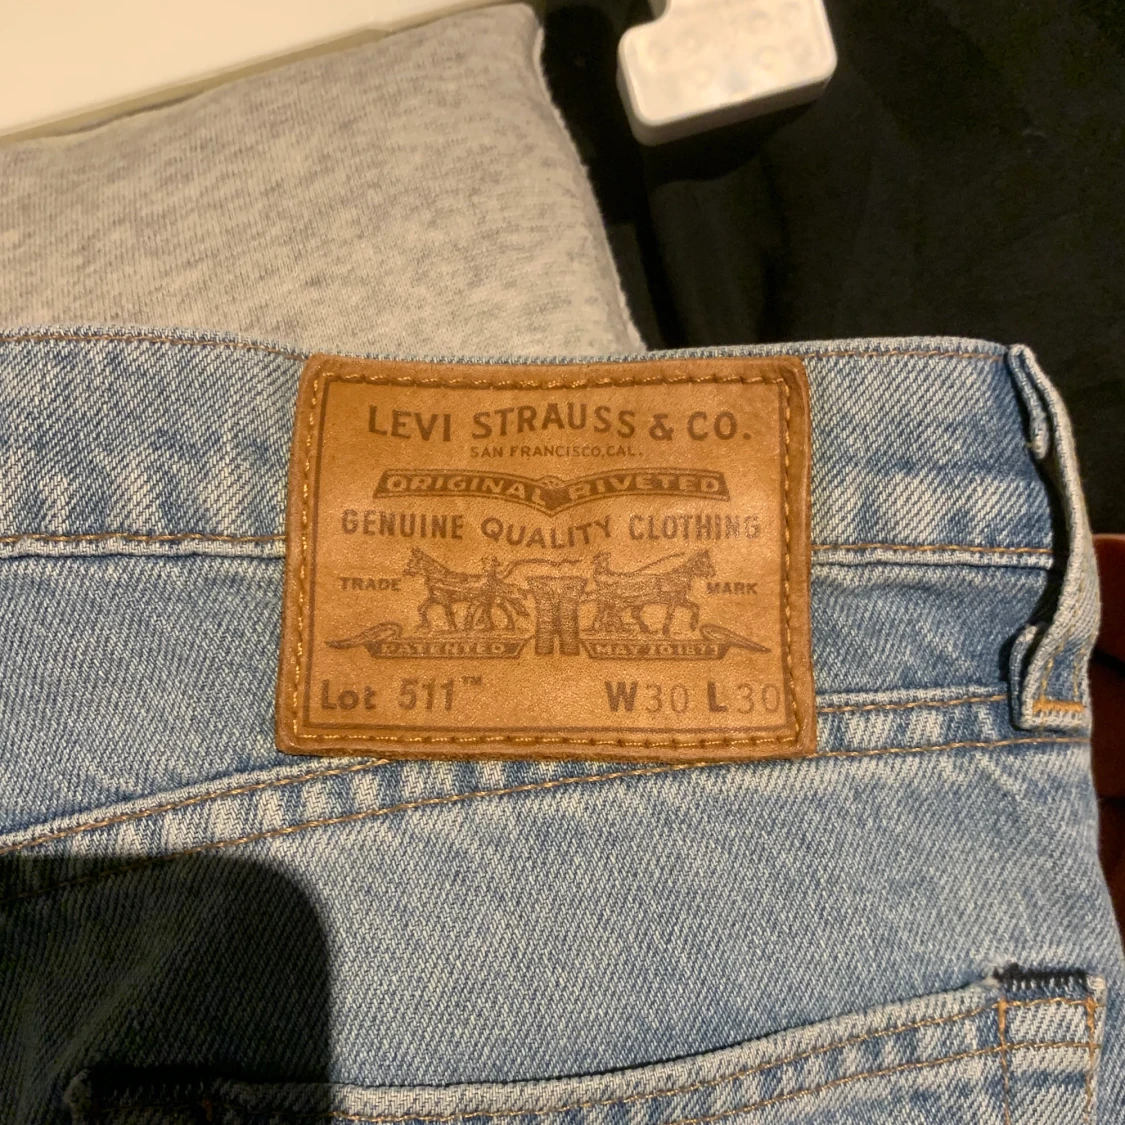 LEVI STRAUSS & CO.
SAN FRANCISCO, CAL.
ORIGINAL RIVETED
GENUINE QUALITY CLOTHING
TRADE MARK
PATENTED MAY 20 1873
Lot 511™ W30 L30